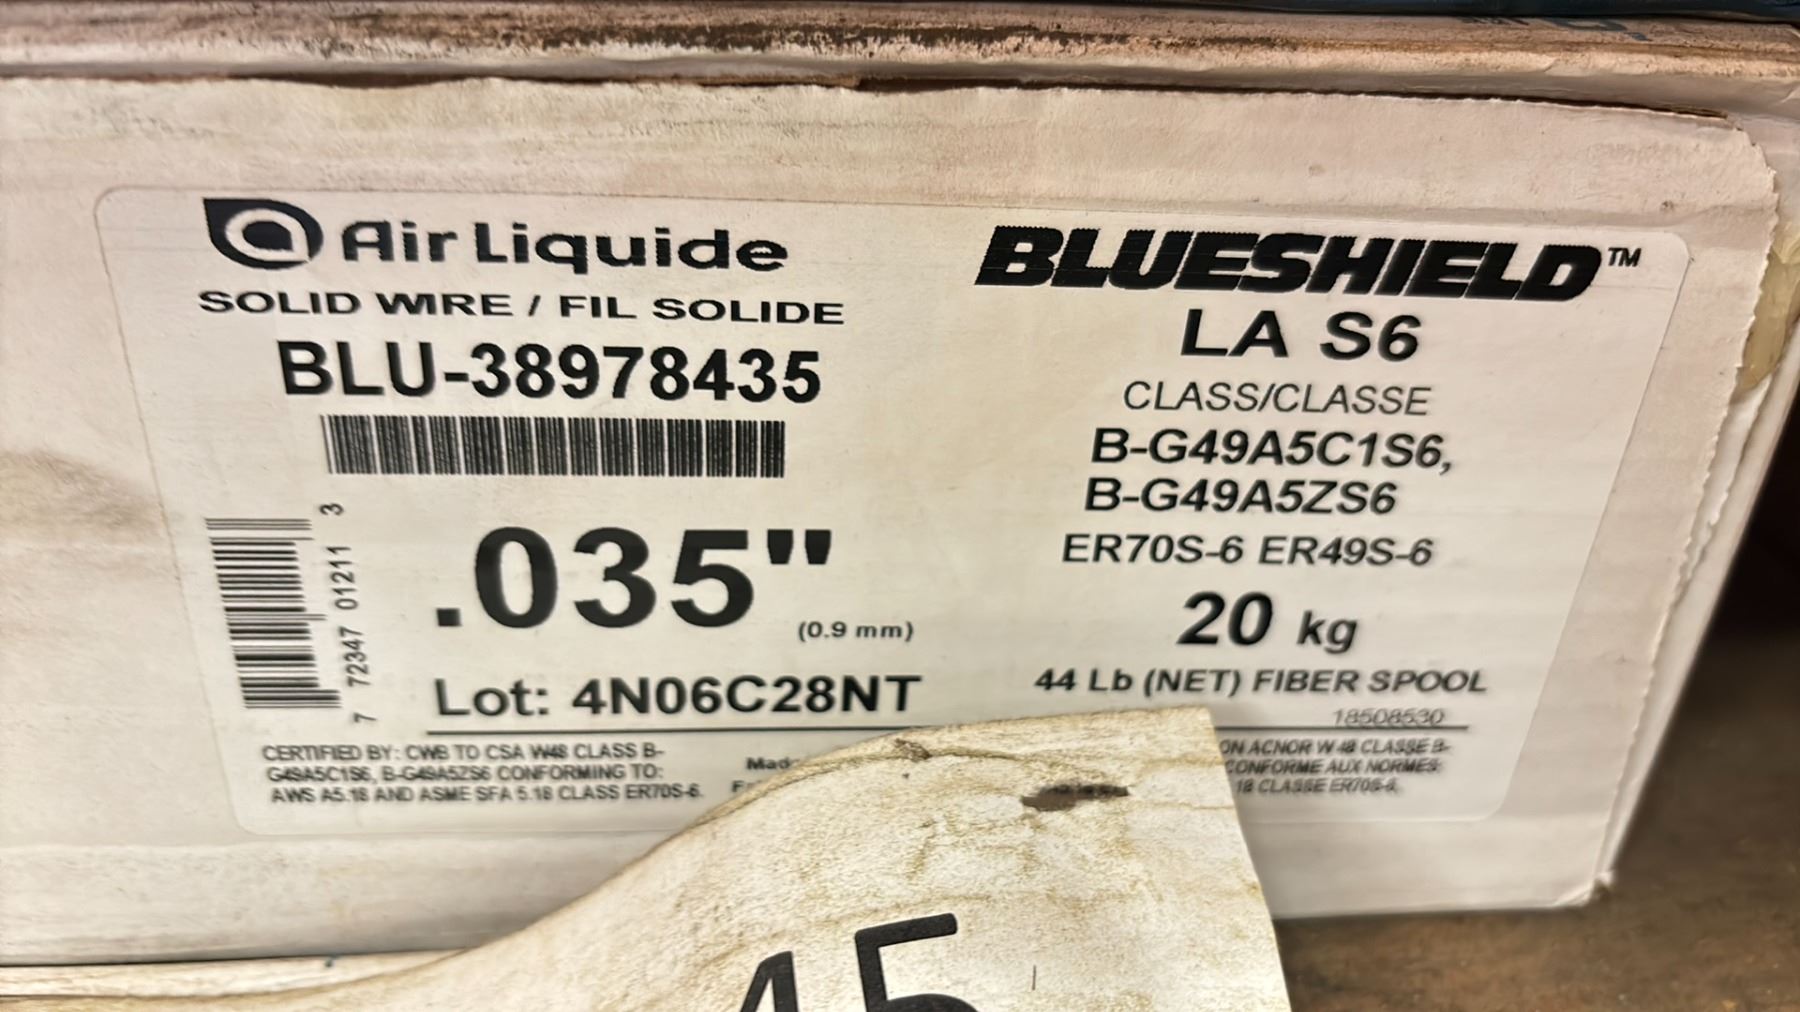 Air Liquide
SOLID WIRE / FIL SOLIDE
BLU-38978435
7 72347 01211 3
.035"
(0.9 mm)
Lot: 4N06C28NT
CERTIFIED BY: CWB TO CSA W48 CLASS B-
G49A5C1S6, B-G49A5ZS6 CONFORMING TO:
AWS A5.18 AND ASME SFA 5.18 CLASS ER70S-6.
BLUESHIELD™
LA S6
CLASS/CLASSE
B-G49A5C1S6,
B-G49A5ZS6
ER70S-6 ER49S-6
20 kg
44 Lb (NET) FIBER SPOOL
18508530
ACNOR W 48 CLASSE B-
CONFORME AUX NORMES:
18 CLASSE ER70S-6.
45